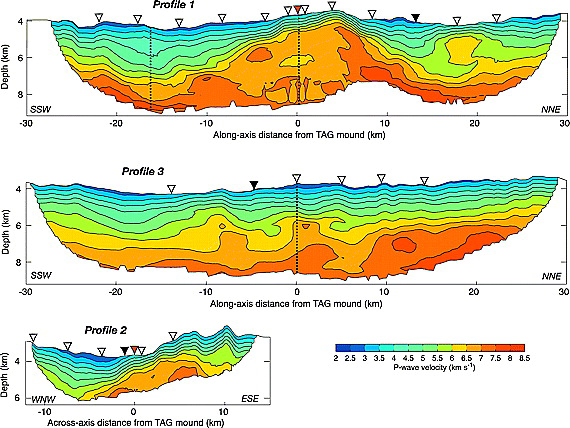 Profile 1
Depth (km)
4
6
8
SSW
NNE
-30 -20 -10 0 10 20 30
Along-axis distance from TAG mound (km)
Profile 3
Depth (km)
4
6
8
SSW
NNE
-30 -20 -10 0 10 20 30
Along-axis distance from TAG mound (km)
Profile 2
Depth (km)
4
6
WNW
ESE
-10 0 10
Across-axis distance from TAG mound (km)
2 2.5 3 3.5 4 4.5 5 5.5 6 6.5 7 7.5 8 8.5
P-wave velocity (km s⁻¹)